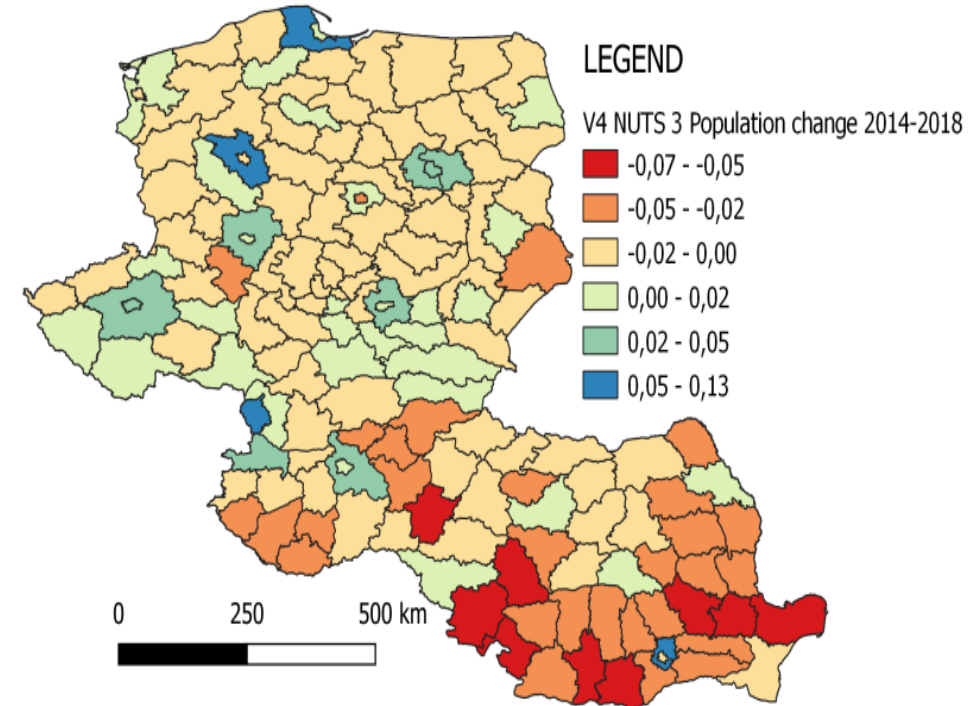 LEGEND
V4 NUTS 3 Population change 2014-2018
-0,07 - -0,05
-0,05 - -0,02
-0,02 - 0,00
0,00 - 0,02
0,02 - 0,05
0,05 - 0,13
0 250 500 km